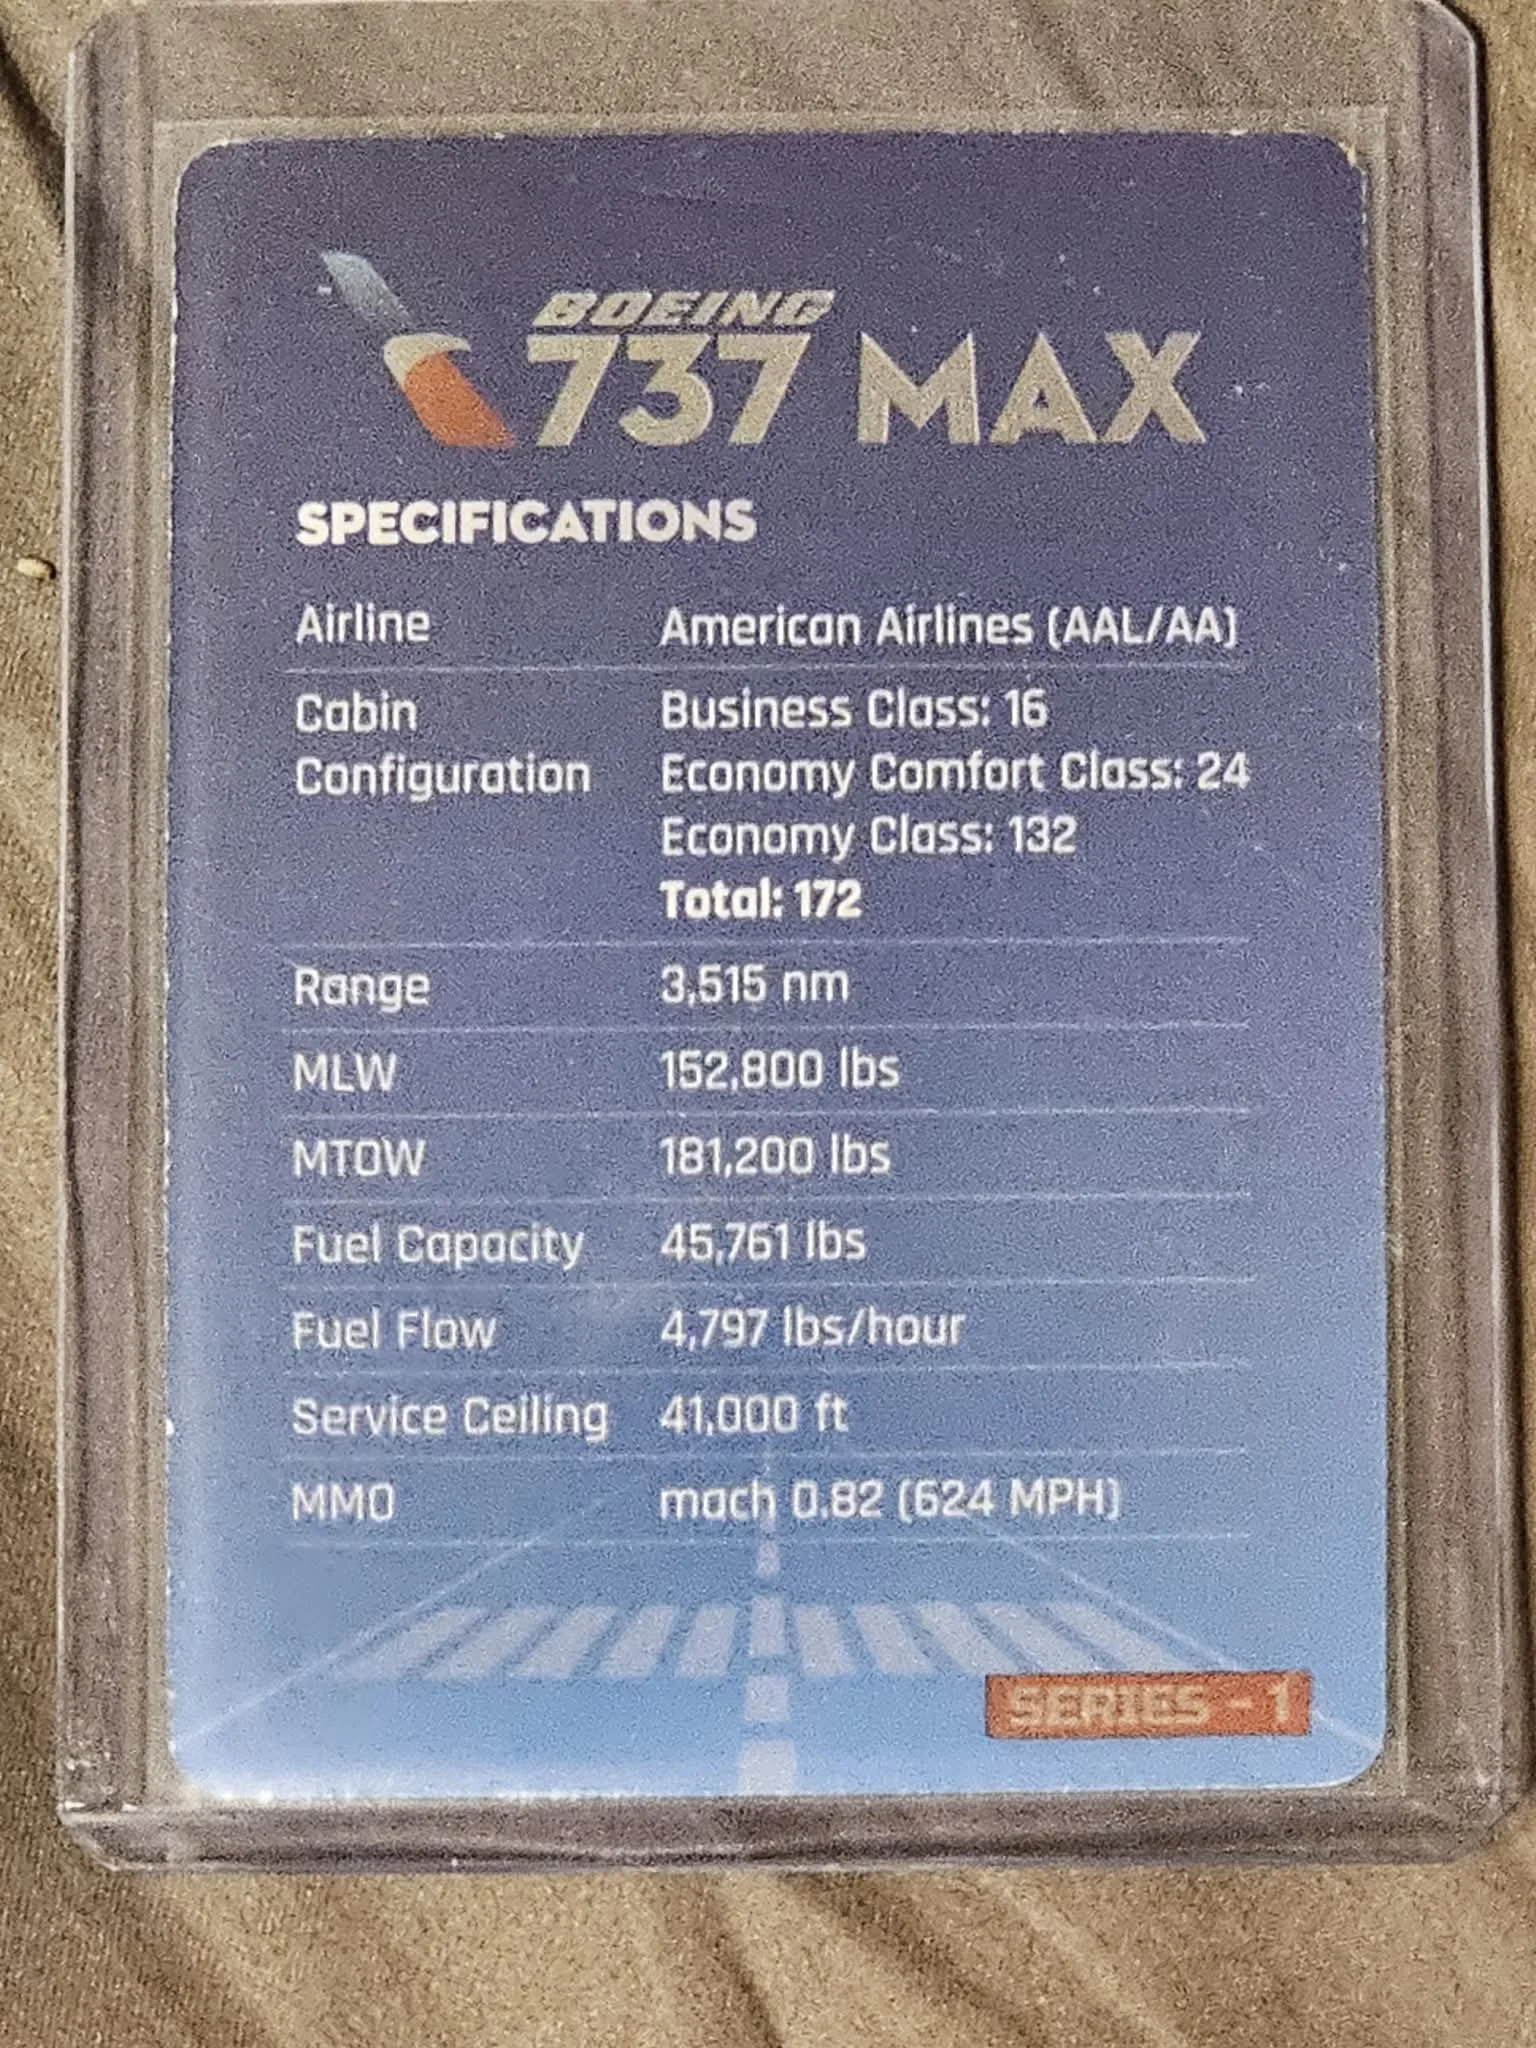 BOEING
737 MAX
SPECIFICATIONS
Airline American Airlines (AAL/AA)
Cabin Business Class: 16
Configuration Economy Comfort Class: 24
Economy Class: 132
Total: 172
Range 3,515 nm
MLW 152,800 lbs
MTOW 181,200 lbs
Fuel Capacity 45,761 lbs
Fuel Flow 4,797 lbs/hour
Service Ceiling 41,000 ft
MMO mach 0.82 (624 MPH)
SERIES - 1